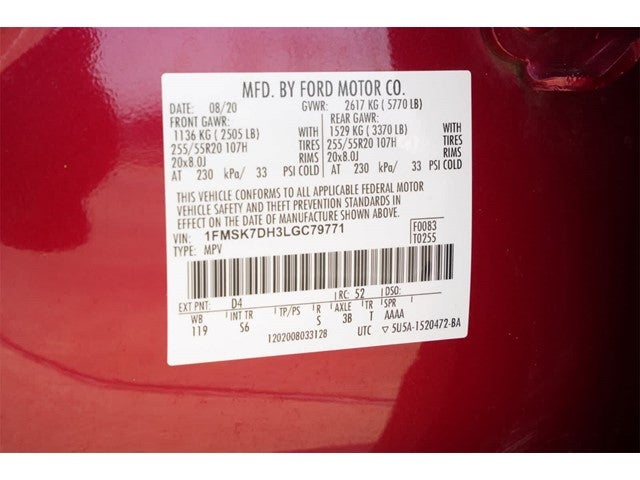 MFD. BY FORD MOTOR CO.
DATE: 08/20 GVWR: 2617 KG ( 5770 LB)
FRONT GAWR: REAR GAWR:
1136 KG ( 2505 LB) WITH 1529 KG ( 3370 LB) WITH
255/55R20 107H TIRES 255/55R20 107H TIRES
20x8.0J RIMS 20x8.0J RIMS
AT 230 kPa/ 33 PSI COLD AT 230 kPa/ 33 PSI COLD
THIS VEHICLE CONFORMS TO ALL APPLICABLE FEDERAL MOTOR
VEHICLE SAFETY AND THEFT PREVENTION STANDARDS IN
EFFECT ON THE DATE OF MANUFACTURE SHOWN ABOVE.
VIN: 1FMSK7DH3LGC79771 F0083
TYPE: MPV T0255
EXT PNT: D4 RC: 52 DSO:
WB INT TR TP/PS R AXLE TR SPR
119 S6 S 3B T AAAA
1202008033128 UTC ▽ 5U5A-1520472-BA